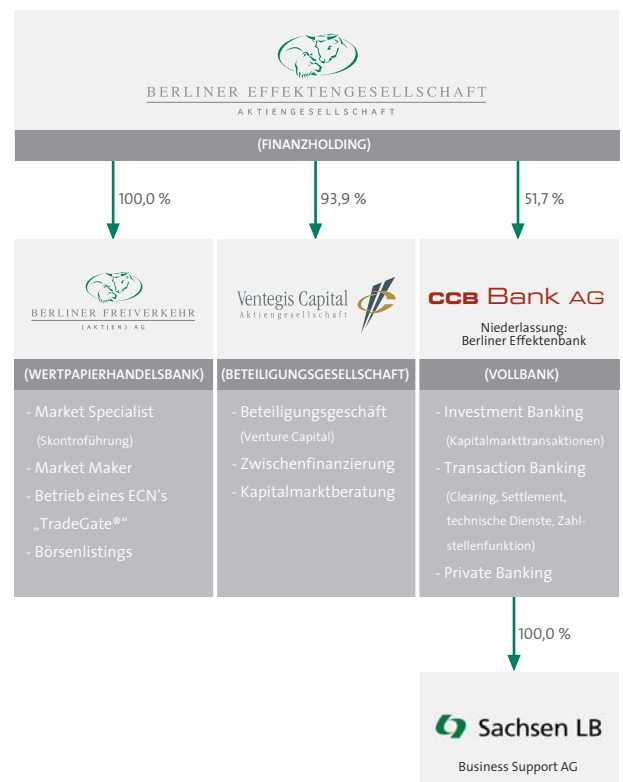 BERLINER EFFEKTENGESELLSCHAFT
AKTIENGESELLSCHAFT
(FINANZHOLDING)
100,0 %
93,9 %
51,7 %
BERLINER FREIVERKEHR
(AKTIEN) AG
(WERTPAPIERHANDELSBANK)
- Market Specialist
(Skontroführung)
- Market Maker
- Betrieb eines ECN's
„TradeGate®“
- Börsenlistings
Ventegis Capital
Aktiengesellschaft
(BETEILIGUNGSGESELLSCHAFT)
- Beteiligungsgeschäft
(Venture Capital)
- Zwischenfinanzierung
- Kapitalmarktberatung
CCB Bank AG
Niederlassung:
Berliner Effektenbank
(VOLLBANK)
- Investment Banking
(Kapitalmarkttransaktionen)
- Transaction Banking
(Clearing, Settlement,
technische Dienste, Zahl-
stellenfunktion)
- Private Banking
100,0 %
Sachsen LB
Business Support AG